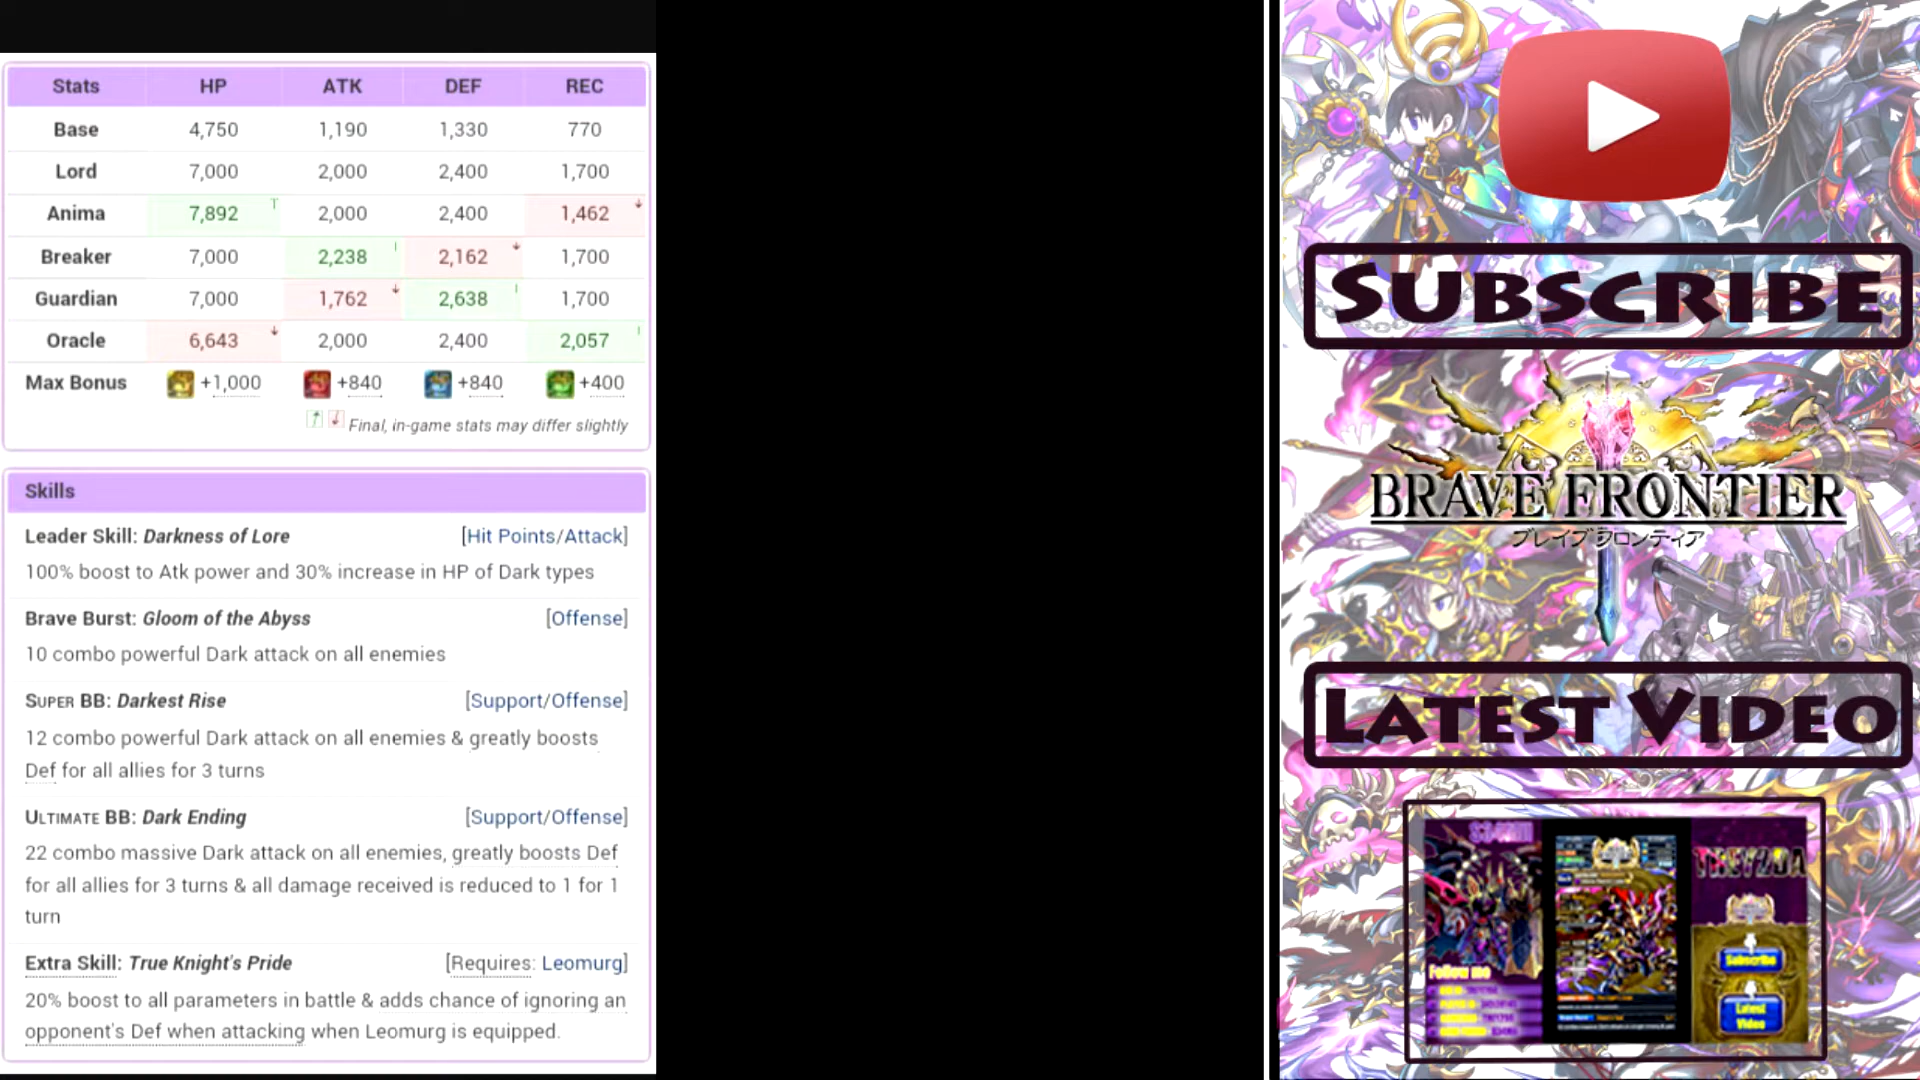 Stats HP ATK DEF REC
Base 4,750 1,190 1,330 770
Lord 7,000 2,000 2,400 1,700
Anima 7,892 2,000 2,400 1,462
Breaker 7,000 2,238 2,162 1,700
Guardian 7,000 1,762 2,638 1,700
Oracle 6,643 2,000 2,400 2,057
Max Bonus +1,000 +840 +840 +400
Final, in-game stats may differ slightly
Skills
Leader Skill: Darkness of Lore [Hit Points/Attack]
100% boost to Atk power and 30% increase in HP of Dark types
Brave Burst: Gloom of the Abyss [Offense]
10 combo powerful Dark attack on all enemies
SUPER BB: Darkest Rise [Support/Offense]
12 combo powerful Dark attack on all enemies & greatly boosts
Def for all allies for 3 turns
ULTIMATE BB: Dark Ending [Support/Offense]
22 combo massive Dark attack on all enemies, greatly boosts Def
for all allies for 3 turns & all damage received is reduced to 1 for 1
turn
Extra Skill: True Knight's Pride [Requires: Leomurg]
20% boost to all parameters in battle & adds chance of ignoring an
opponent's Def when attacking when Leomurg is equipped.
SUBSCRIBE
BRAVE FRONTIER
ブレイブフロンティア
LATEST VIDEO
Follow me
Subscribe
Latest
Video